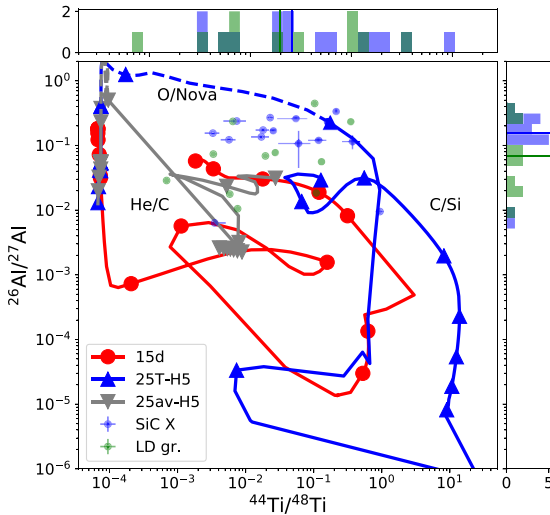 2
0
10⁰
10⁻¹
10⁻²
10⁻³
10⁻⁴
10⁻⁵
10⁻⁶
²⁶Al/²⁷Al
O/Nova
He/C
C/Si
15d
25T-H5
25av-H5
SiC X
LD gr.
10⁻⁴ 10⁻³ 10⁻² 10⁻¹ 10⁰ 10¹
⁴⁴Ti/⁴⁸Ti
0 5